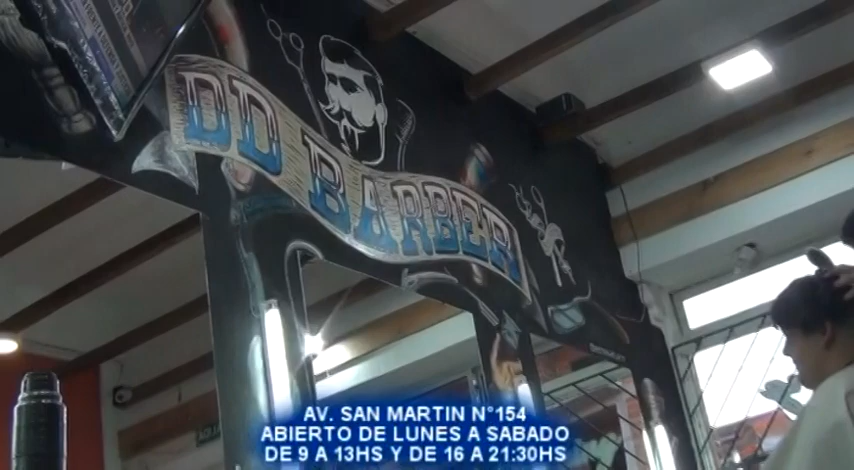 DD BARBER
AV. SAN MARTIN N°154
ABIERTO DE LUNES A SABADO
DE 9 A 13HS Y DE 16 A 21:30HS